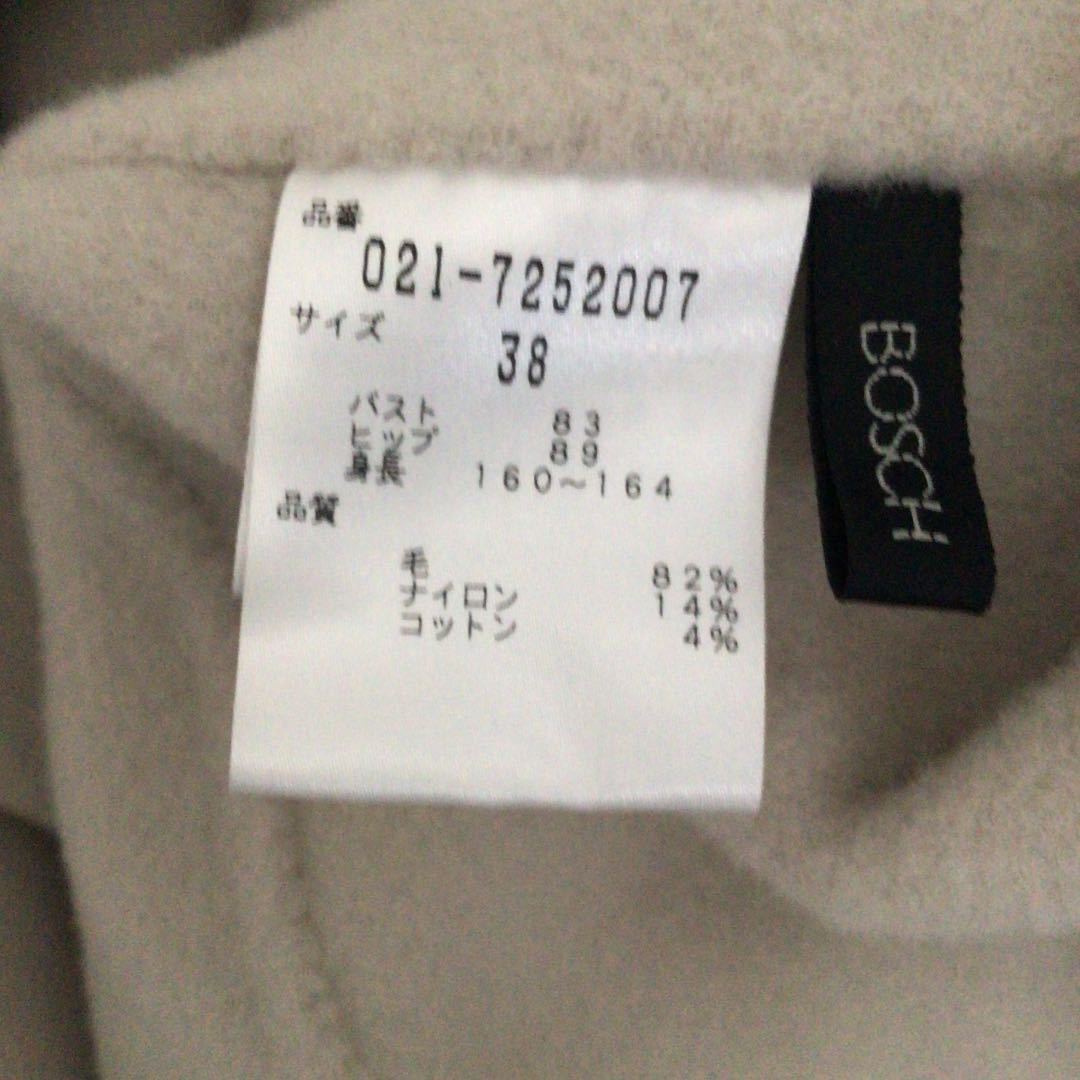 品番
021-7252007
サイズ
38
バスト 83
ヒップ 89
身長 160〜164
品質
毛 82%
ナイロン 14%
コットン 4%
BOSCH